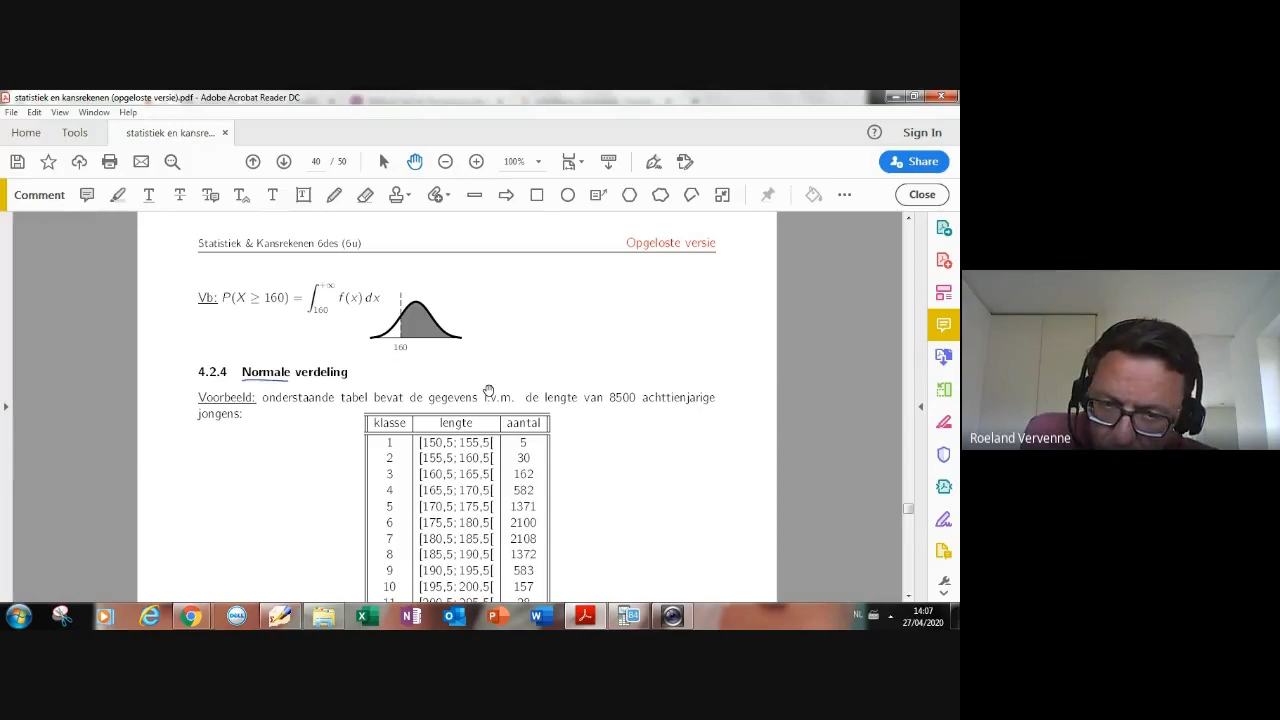 statistiek en kansrekenen (opgeloste versie).pdf - Adobe Acrobat Reader DC
File Edit View Window Help
Home Tools statistiek en kansre... × Sign In
40 / 50 100% Share
Comment Close
Statistiek & Kansrekenen 6des (6u) Opgeloste versie
Vb: P(X ≥ 160) = ∫₁₆₀^{+∞} f(x) dx
160
4.2.4 Normale verdeling
Voorbeeld: onderstaande tabel bevat de gegevens i.v.m. de lengte van 8500 achttienjarige
jongens:
klasse lengte aantal
1 [150,5; 155,5[ 5
2 [155,5; 160,5[ 30
3 [160,5; 165,5[ 162
4 [165,5; 170,5[ 582
5 [170,5; 175,5[ 1371
6 [175,5; 180,5[ 2100
7 [180,5; 185,5[ 2108
8 [185,5; 190,5[ 1372
9 [190,5; 195,5[ 583
10 [195,5; 200,5[ 157
Roeland Vervenne
NL 14:07
27/04/2020